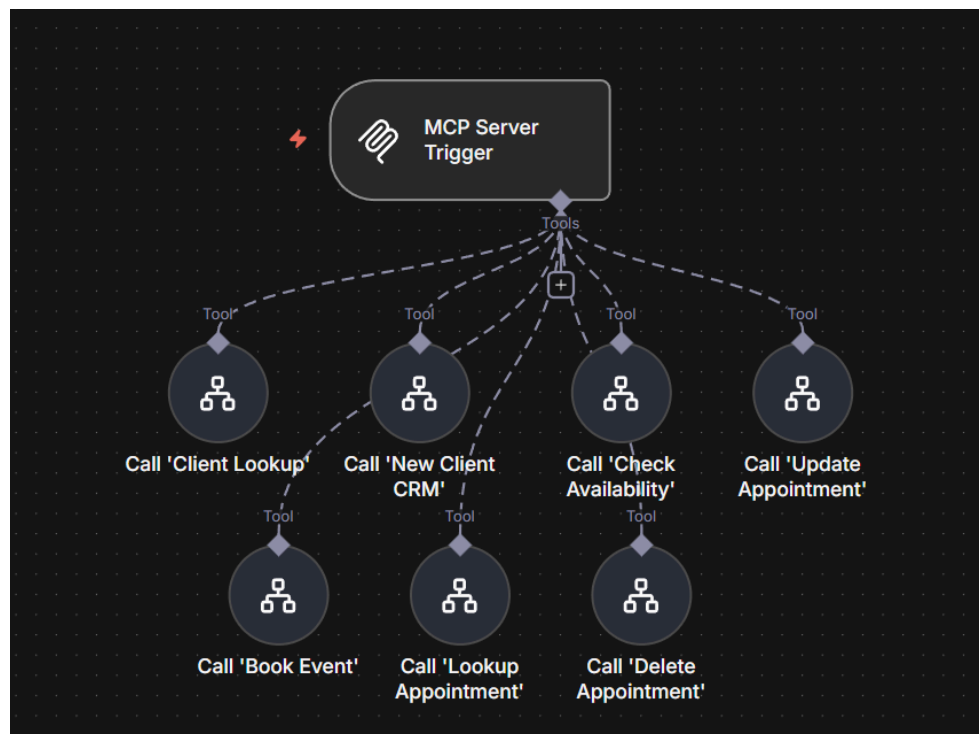 MCP Server
Trigger
Tools
Tool
Tool
Tool
Tool
Call 'Client Lookup'
Call 'New Client
CRM'
Call 'Check
Availability'
Call 'Update
Appointment'
Tool
Tool
Tool
Call 'Book Event'
Call 'Lookup
Appointment'
Call 'Delete
Appointment'